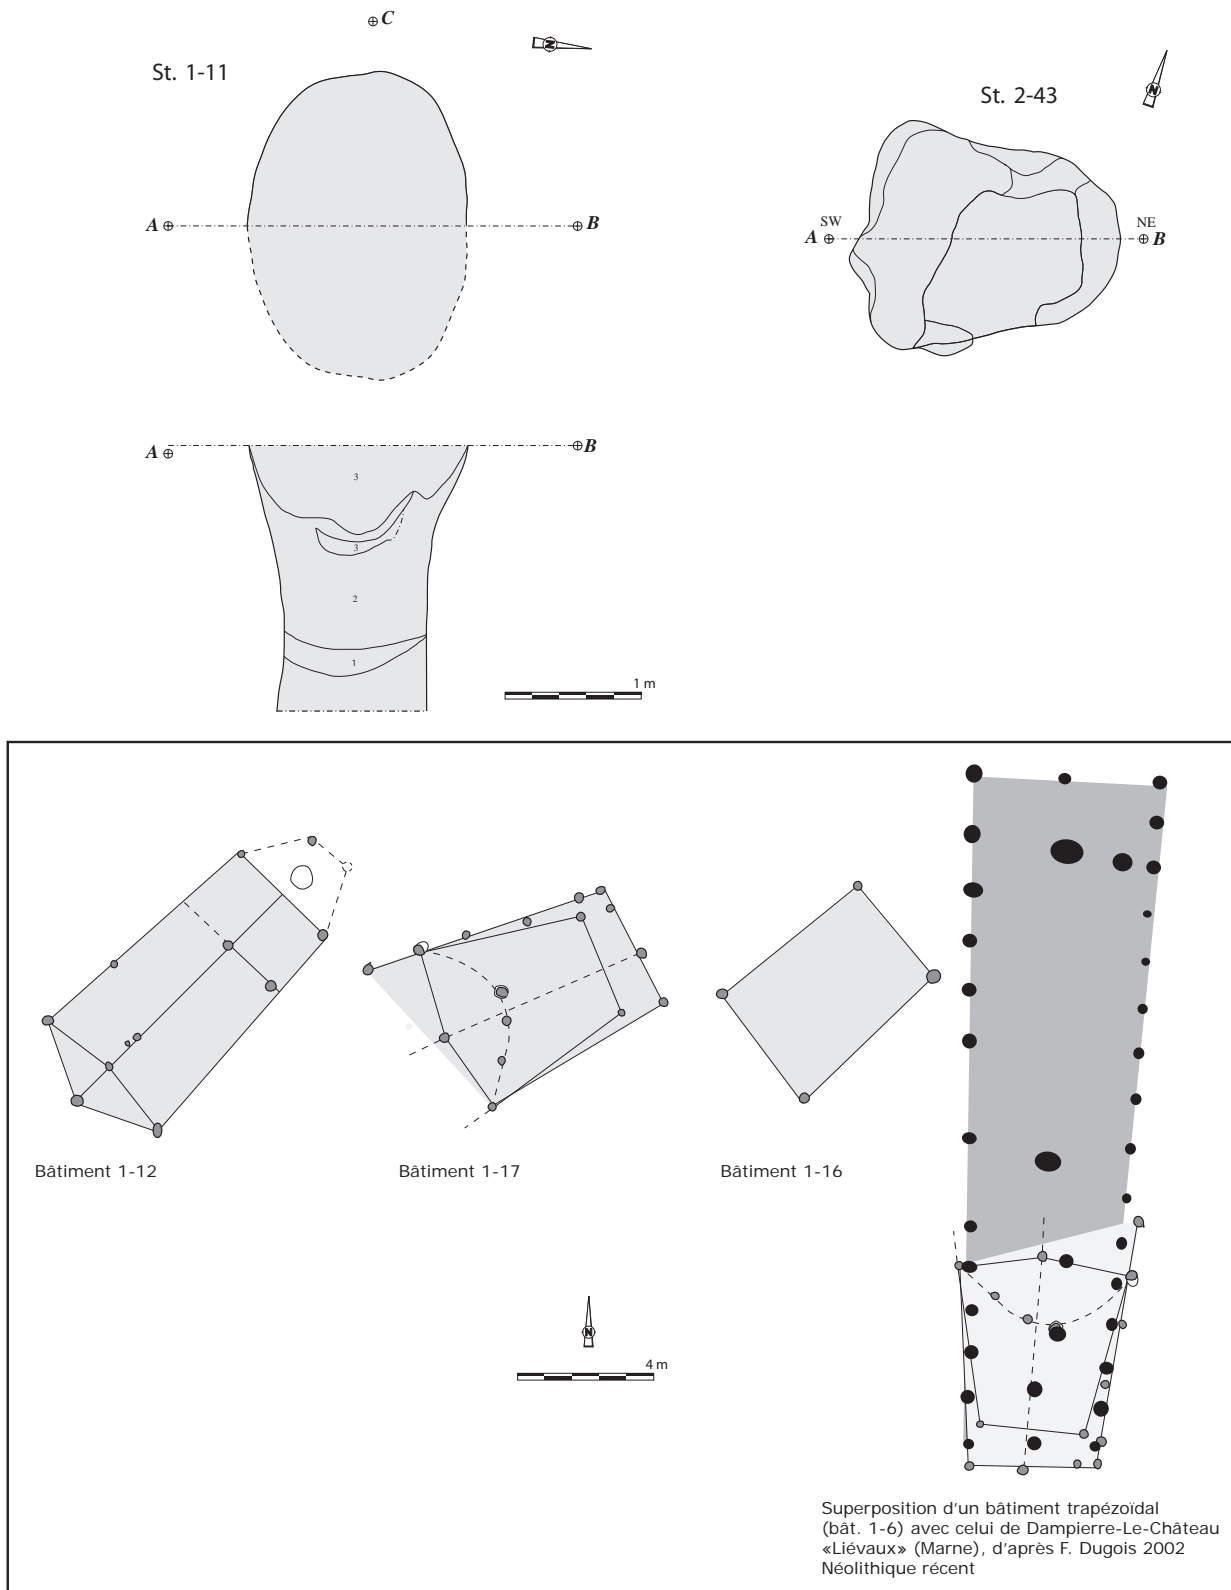 C
N
St. 1-11
St. 2-43
N
A
B
SW
NE
A
B
A
B
3
3
2
1
1 m
Bâtiment 1-12
Bâtiment 1-17
Bâtiment 1-16
N
4 m
Superposition d'un bâtiment trapézoïdal
(bât. 1-6) avec celui de Dampierre-Le-Château
«Liévaux» (Marne), d'après F. Dugois 2002
Néolithique récent